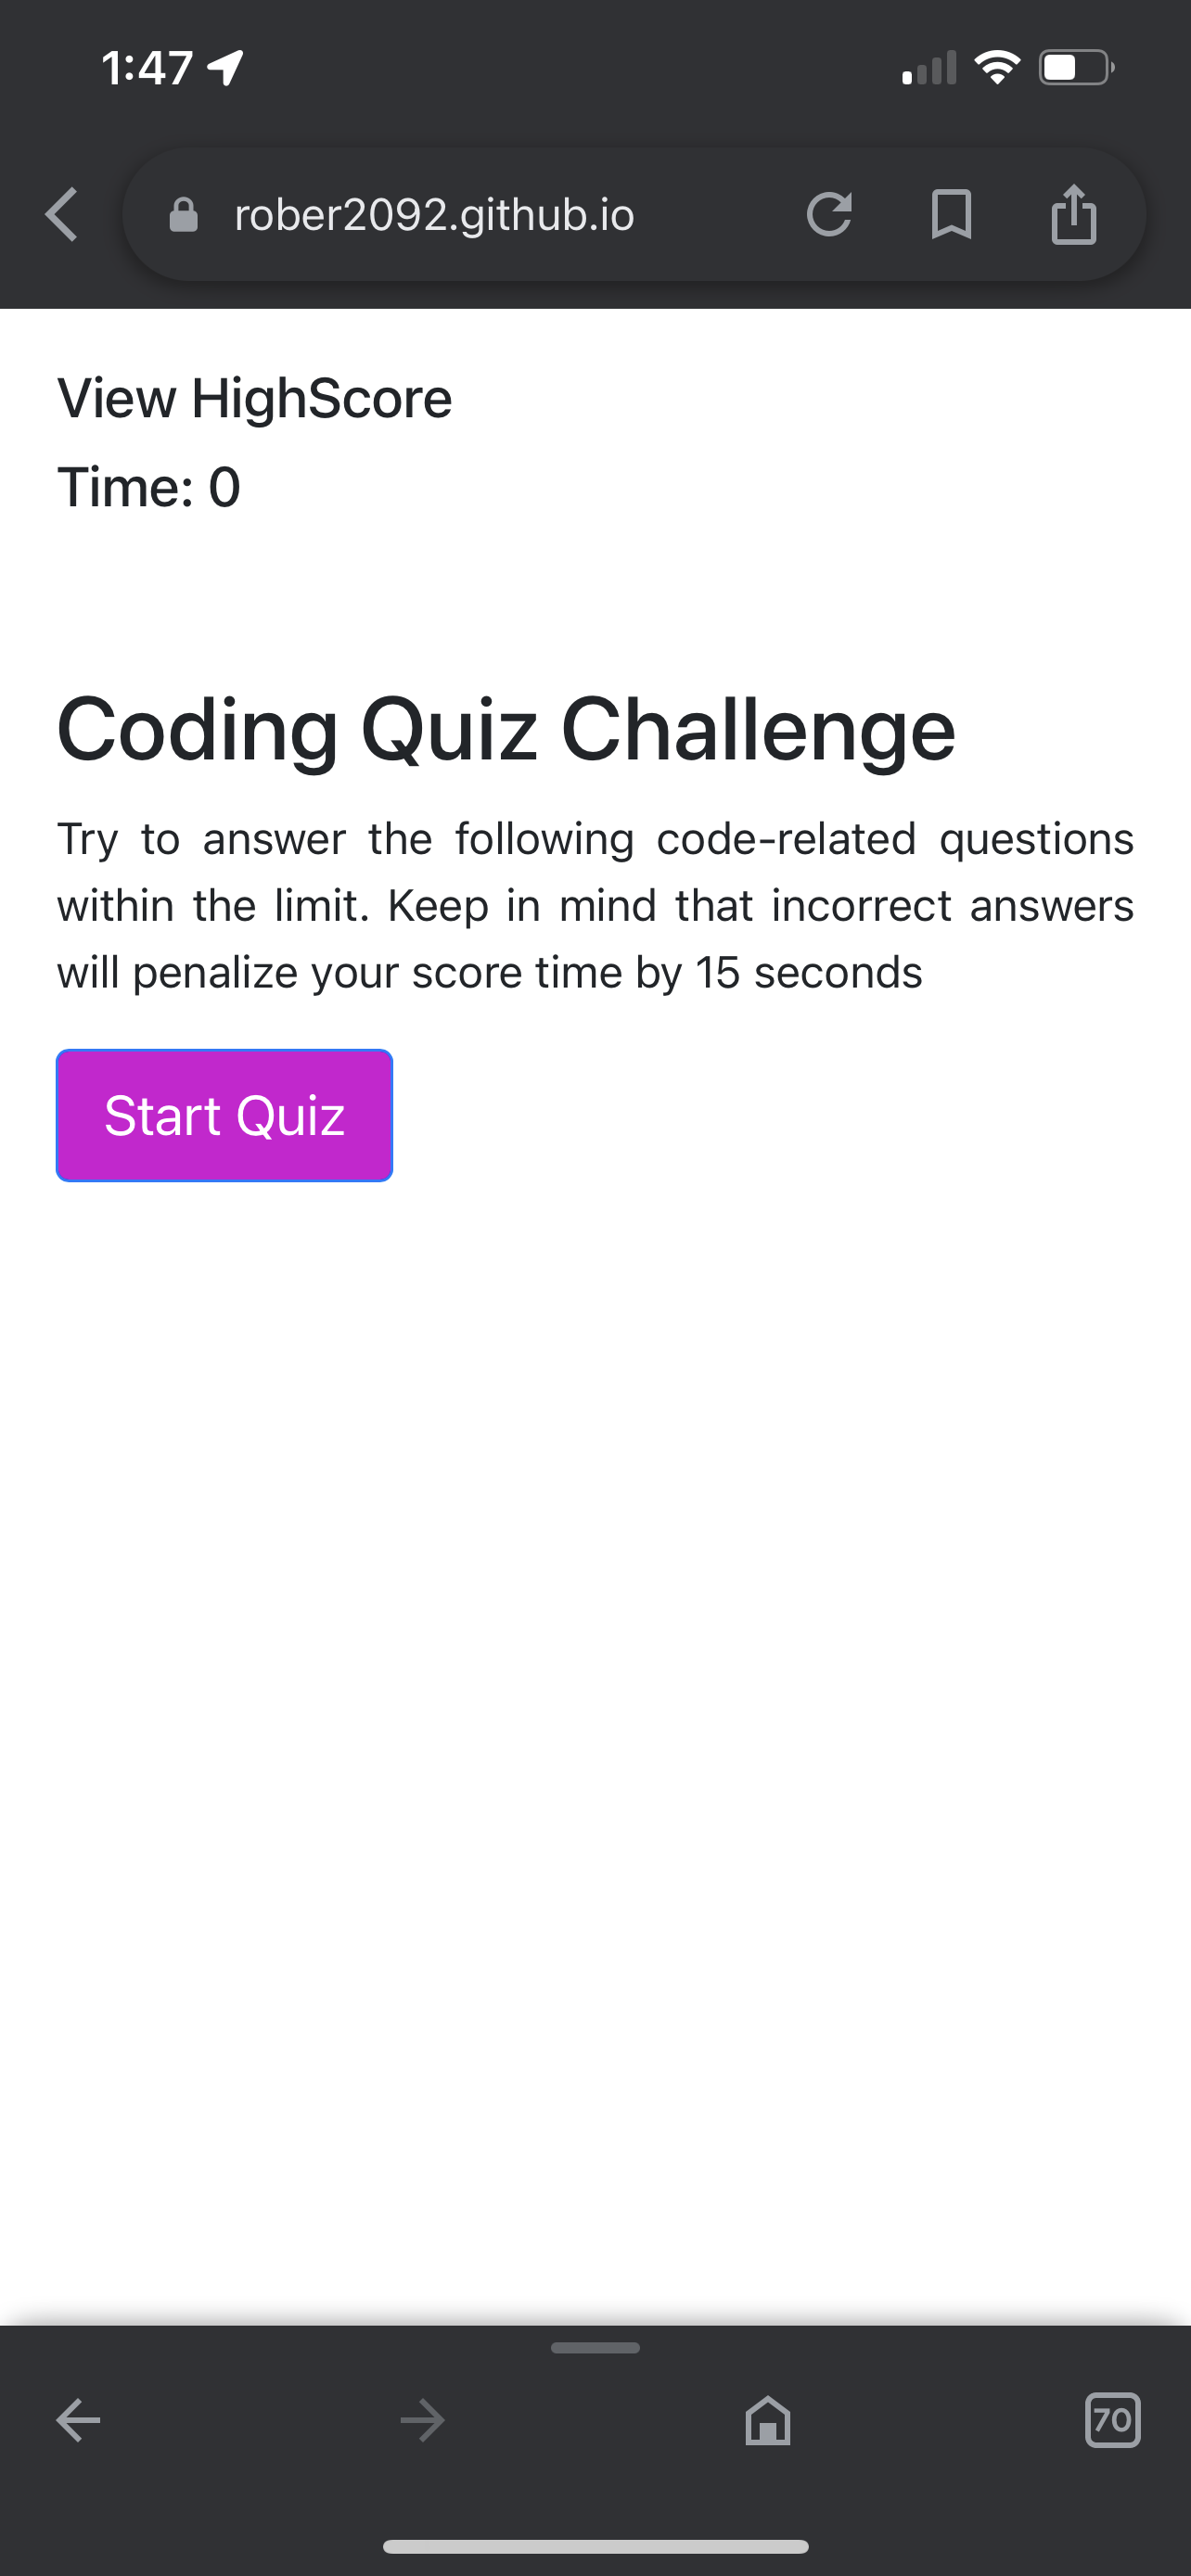 1:47
rober2092.github.io
View HighScore
Time: 0
Coding Quiz Challenge
Try to answer the following code-related questions
within the limit. Keep in mind that incorrect answers
will penalize your score time by 15 seconds
Start Quiz
70